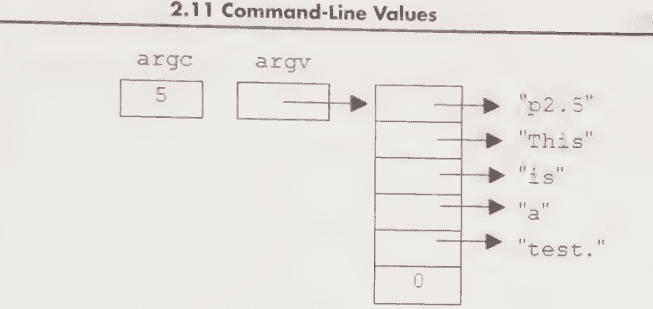 2.11 Command-Line Values
argc argv
5
"p2.5"
"This"
"is"
"a"
"test."
0